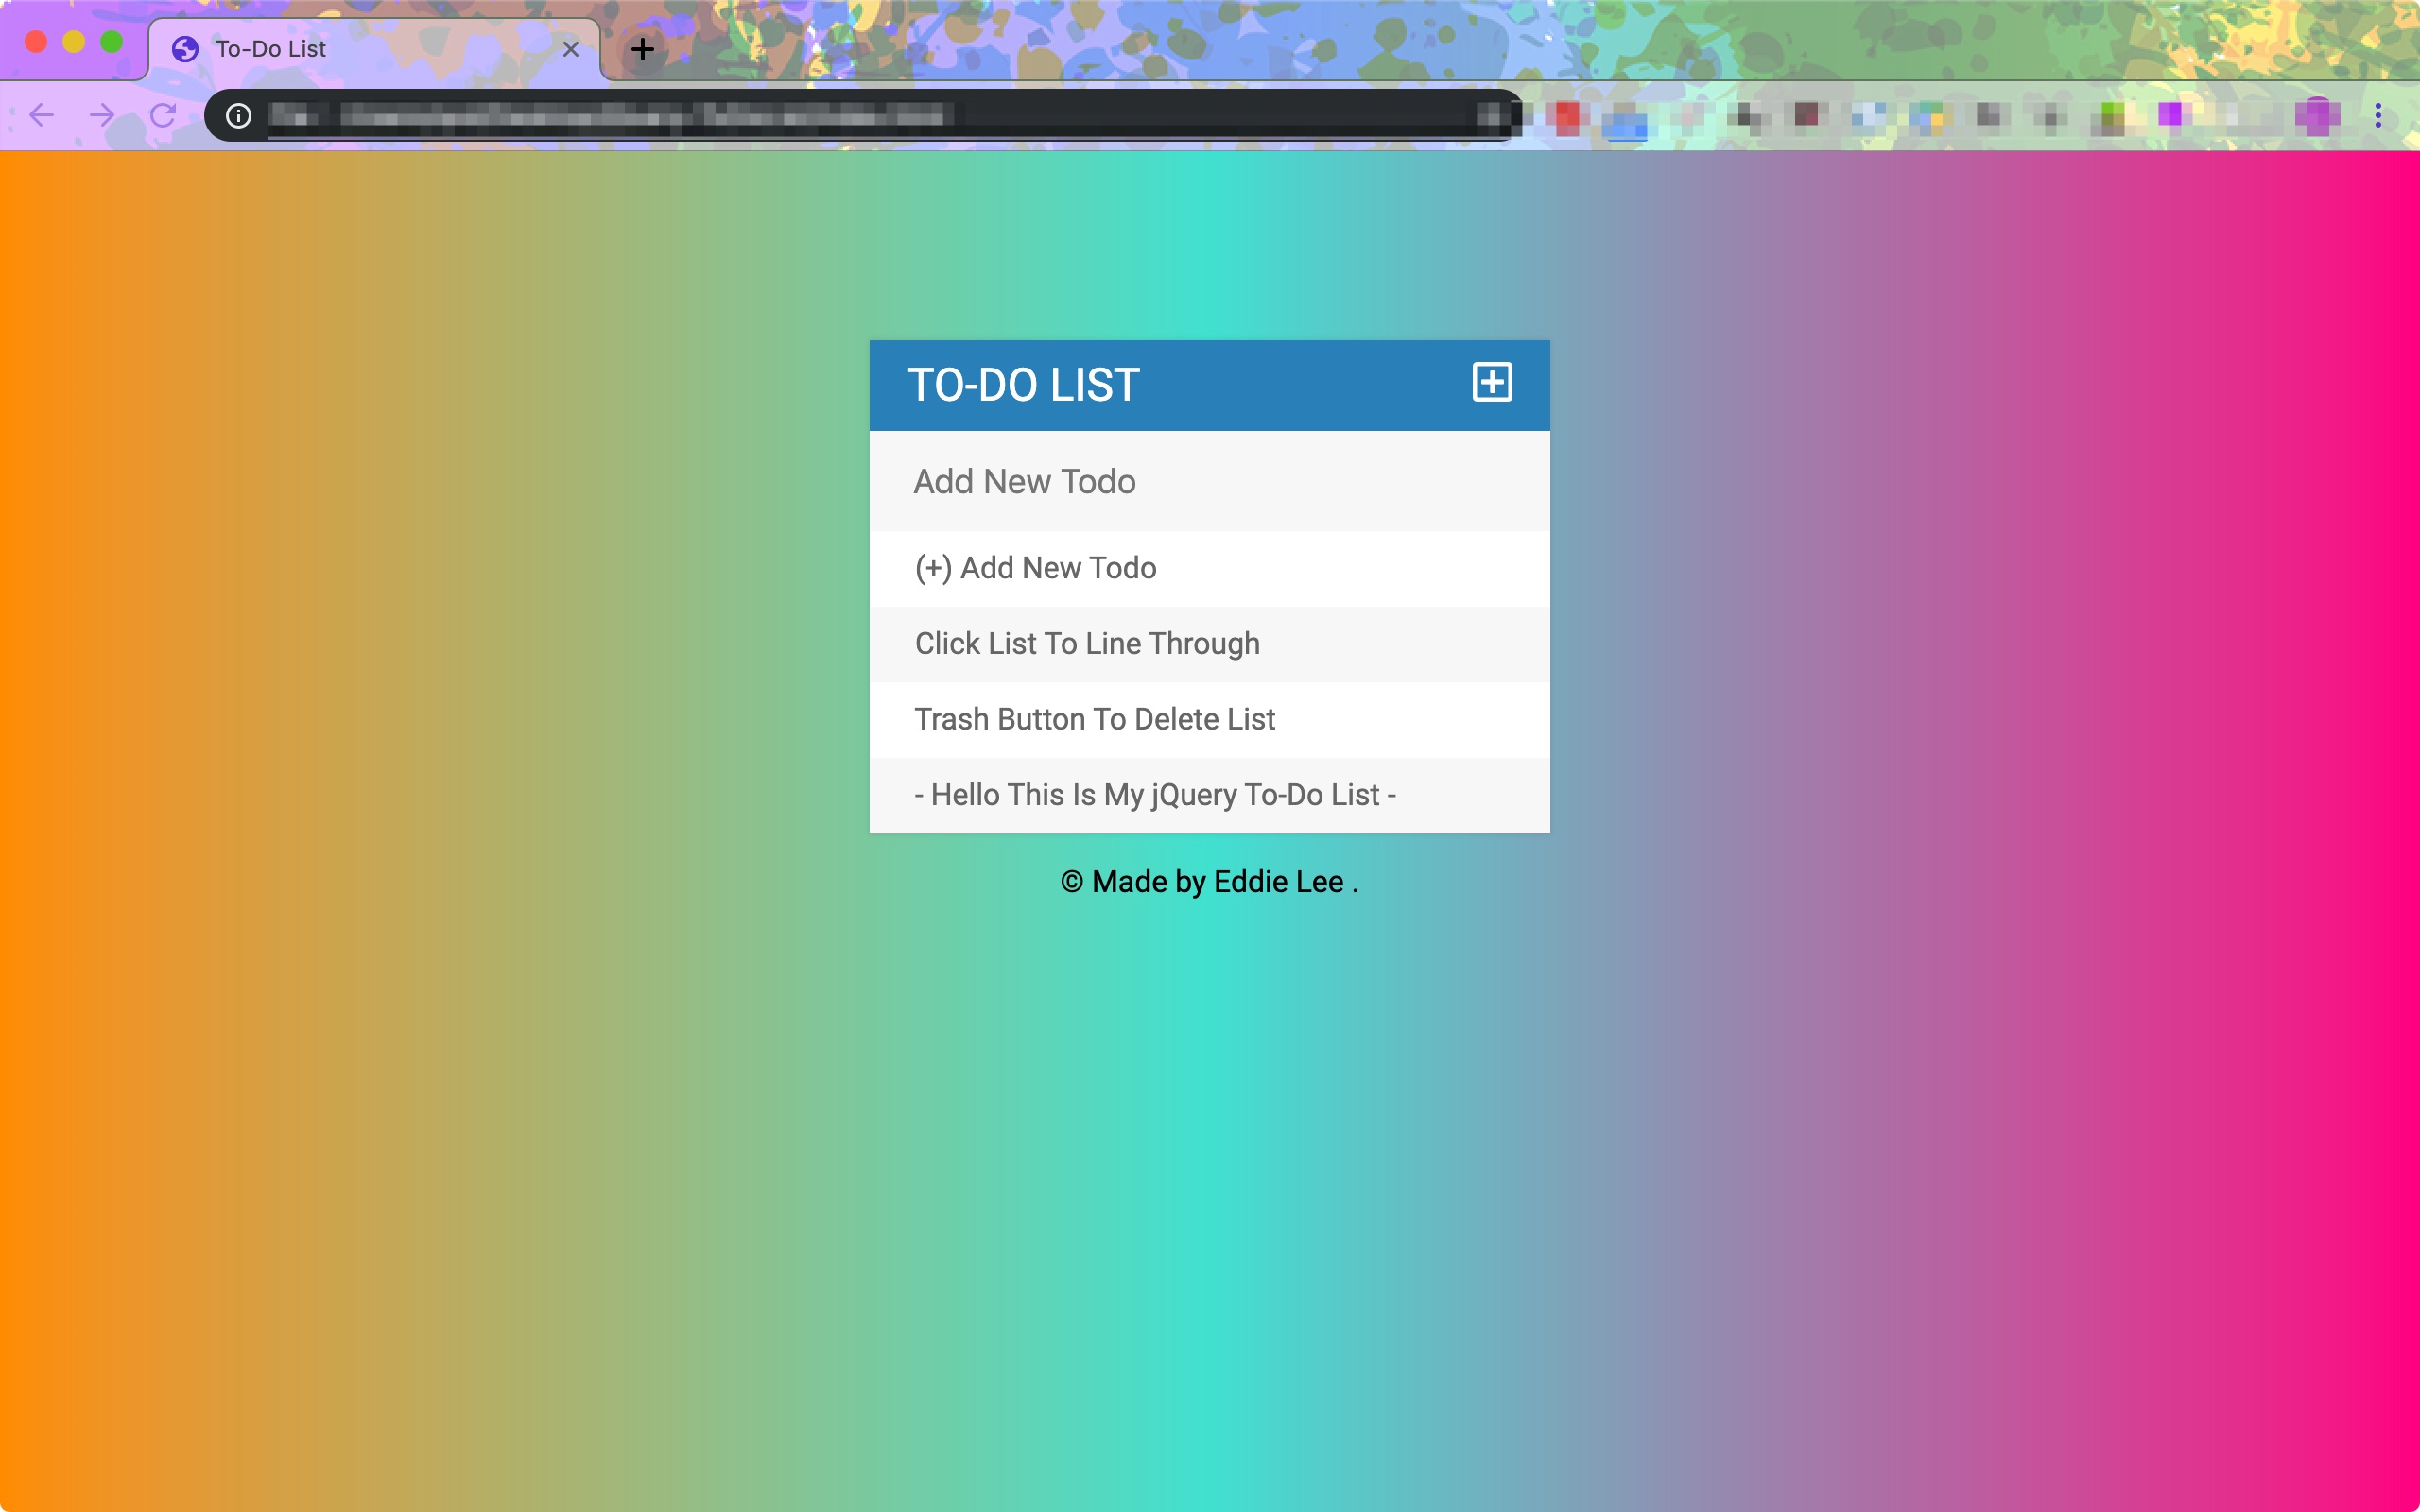 To-Do List
TO-DO LIST
Add New Todo
(+) Add New Todo
Click List To Line Through
Trash Button To Delete List
- Hello This Is My jQuery To-Do List -
© Made by Eddie Lee .